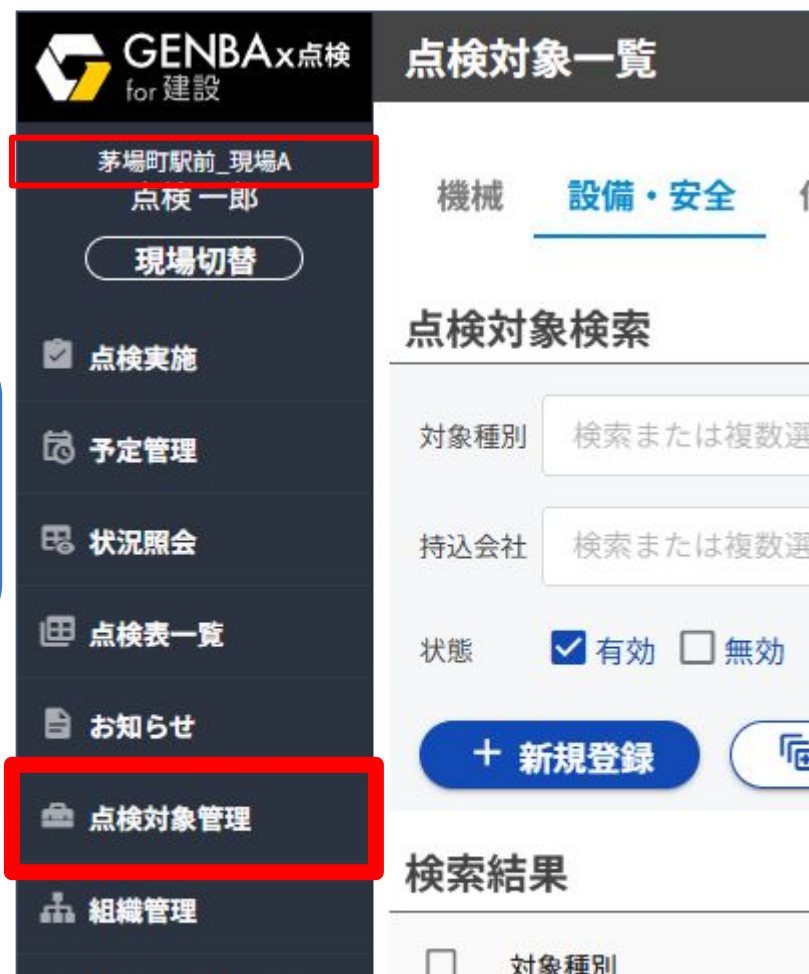 GENBAx点検
for 建設
茅場町駅前_現場A
点検 一郎
現場切替
点検実施
予定管理
状況照会
点検表一覧
お知らせ
点検対象管理
組織管理
点検対象一覧
機械 設備・安全
点検対象検索
対象種別 検索または複数選
持込会社 検索または複数選
状態 有効 無効
+ 新規登録
検索結果
対象種別